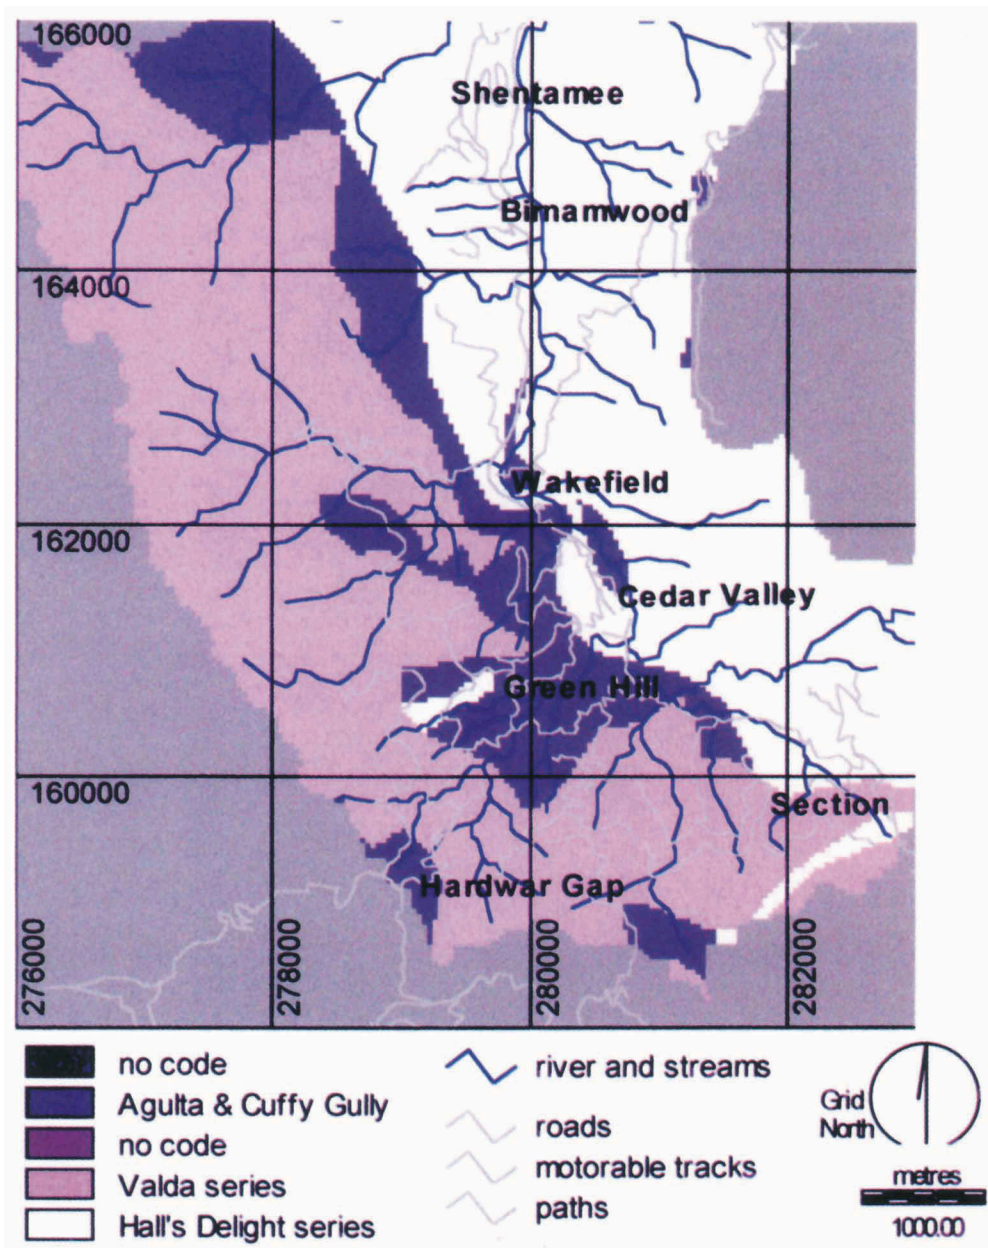 166000
Shentamee
Birnamwood
164000
Wakefield
162000
Cedar Valley
Green Hill
160000
Section
Hardwar Gap
276000
278000
280000
282000
no code
Agulta & Cuffy Gully
no code
Valda series
Hall's Delight series
river and streams
roads
motorable tracks
paths
Grid
North
metres
1000.00